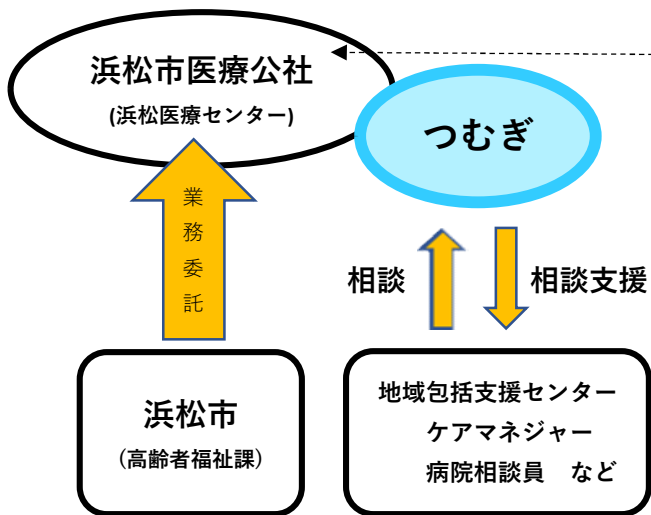 浜松市医療公社
(浜松医療センター)
つむぎ
業務委託
相談
相談支援
浜松市
(高齢者福祉課)
地域包括支援センター
ケアマネジャー
病院相談員　など